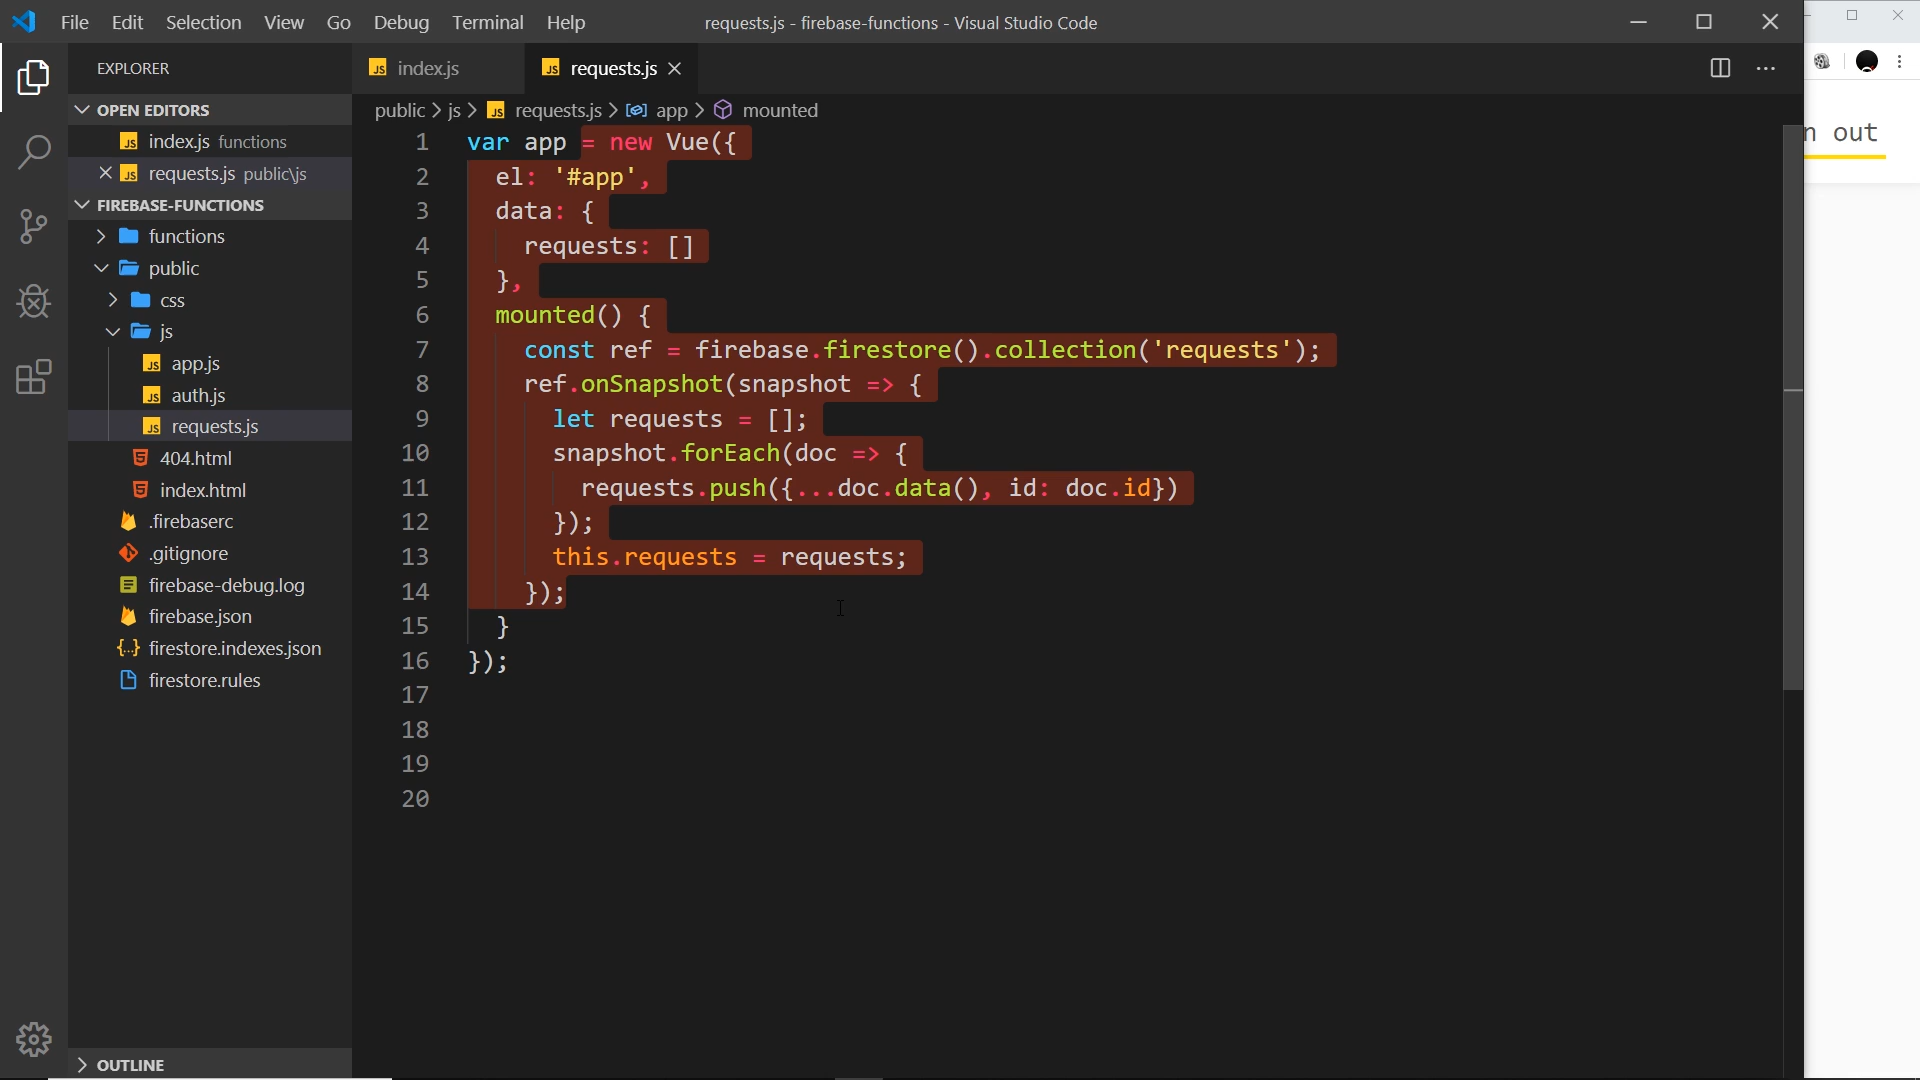 File Edit Selection View Go Debug Terminal Help
requests.js - firebase-functions - Visual Studio Code
EXPLORER
OPEN EDITORS
index.js functions
requests.js public\js
FIREBASE-FUNCTIONS
functions
public
css
js
app.js
auth.js
requests.js
404.html
index.html
.firebaserc
.gitignore
firebase-debug.log
firebase.json
firestore.indexes.json
firestore.rules
OUTLINE
index.js
requests.js
public > js > requests.js > app > mounted
1 var app = new Vue({
2   el: '#app',
3   data: {
4     requests: []
5   },
6   mounted() {
7     const ref = firebase.firestore().collection('requests');
8     ref.onSnapshot(snapshot => {
9       let requests = [];
10       snapshot.forEach(doc => {
11         requests.push({...doc.data(), id: doc.id})
12       });
13       this.requests = requests;
14     });
15   }
16 });
17
18
19
20
n out